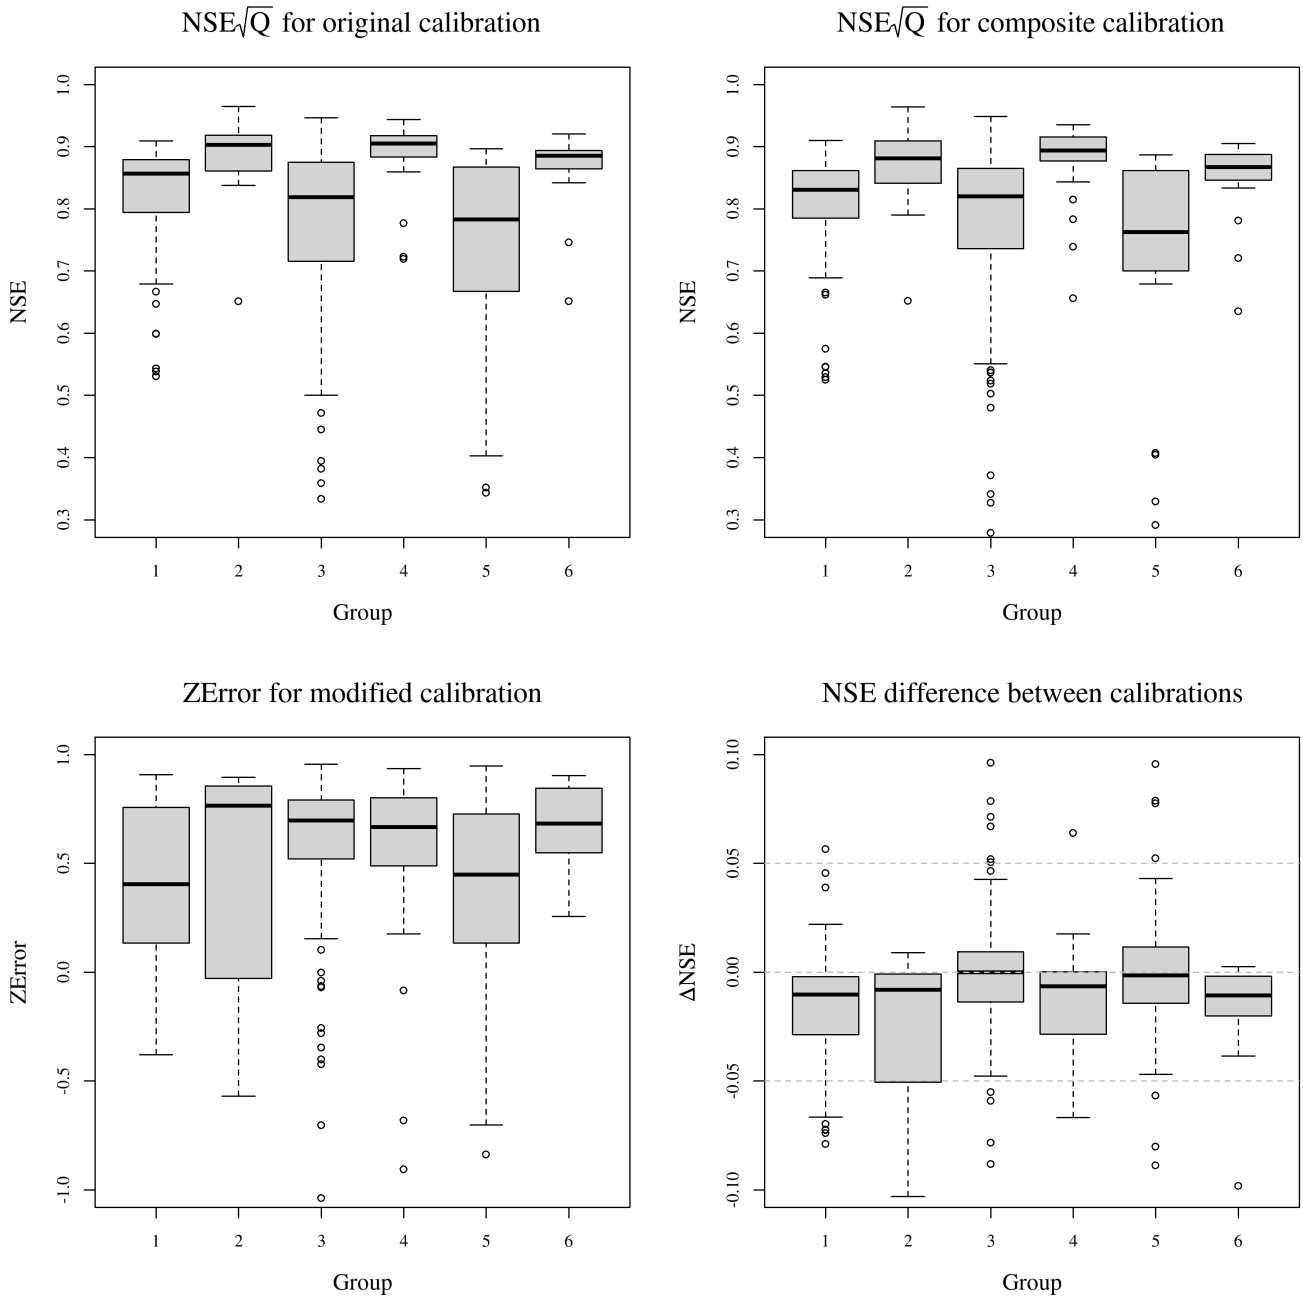 NSE√Q for original calibration
NSE
1.0
0.9
0.8
0.7
0.6
0.5
0.4
0.3
1 2 3 4 5 6
Group
NSE√Q for composite calibration
NSE
1.0
0.9
0.8
0.7
0.6
0.5
0.4
0.3
1 2 3 4 5 6
Group
ZError for modified calibration
ZError
1.0
0.5
0.0
-0.5
-1.0
1 2 3 4 5 6
Group
NSE difference between calibrations
ΔNSE
0.10
0.05
0.00
-0.05
-0.10
1 2 3 4 5 6
Group